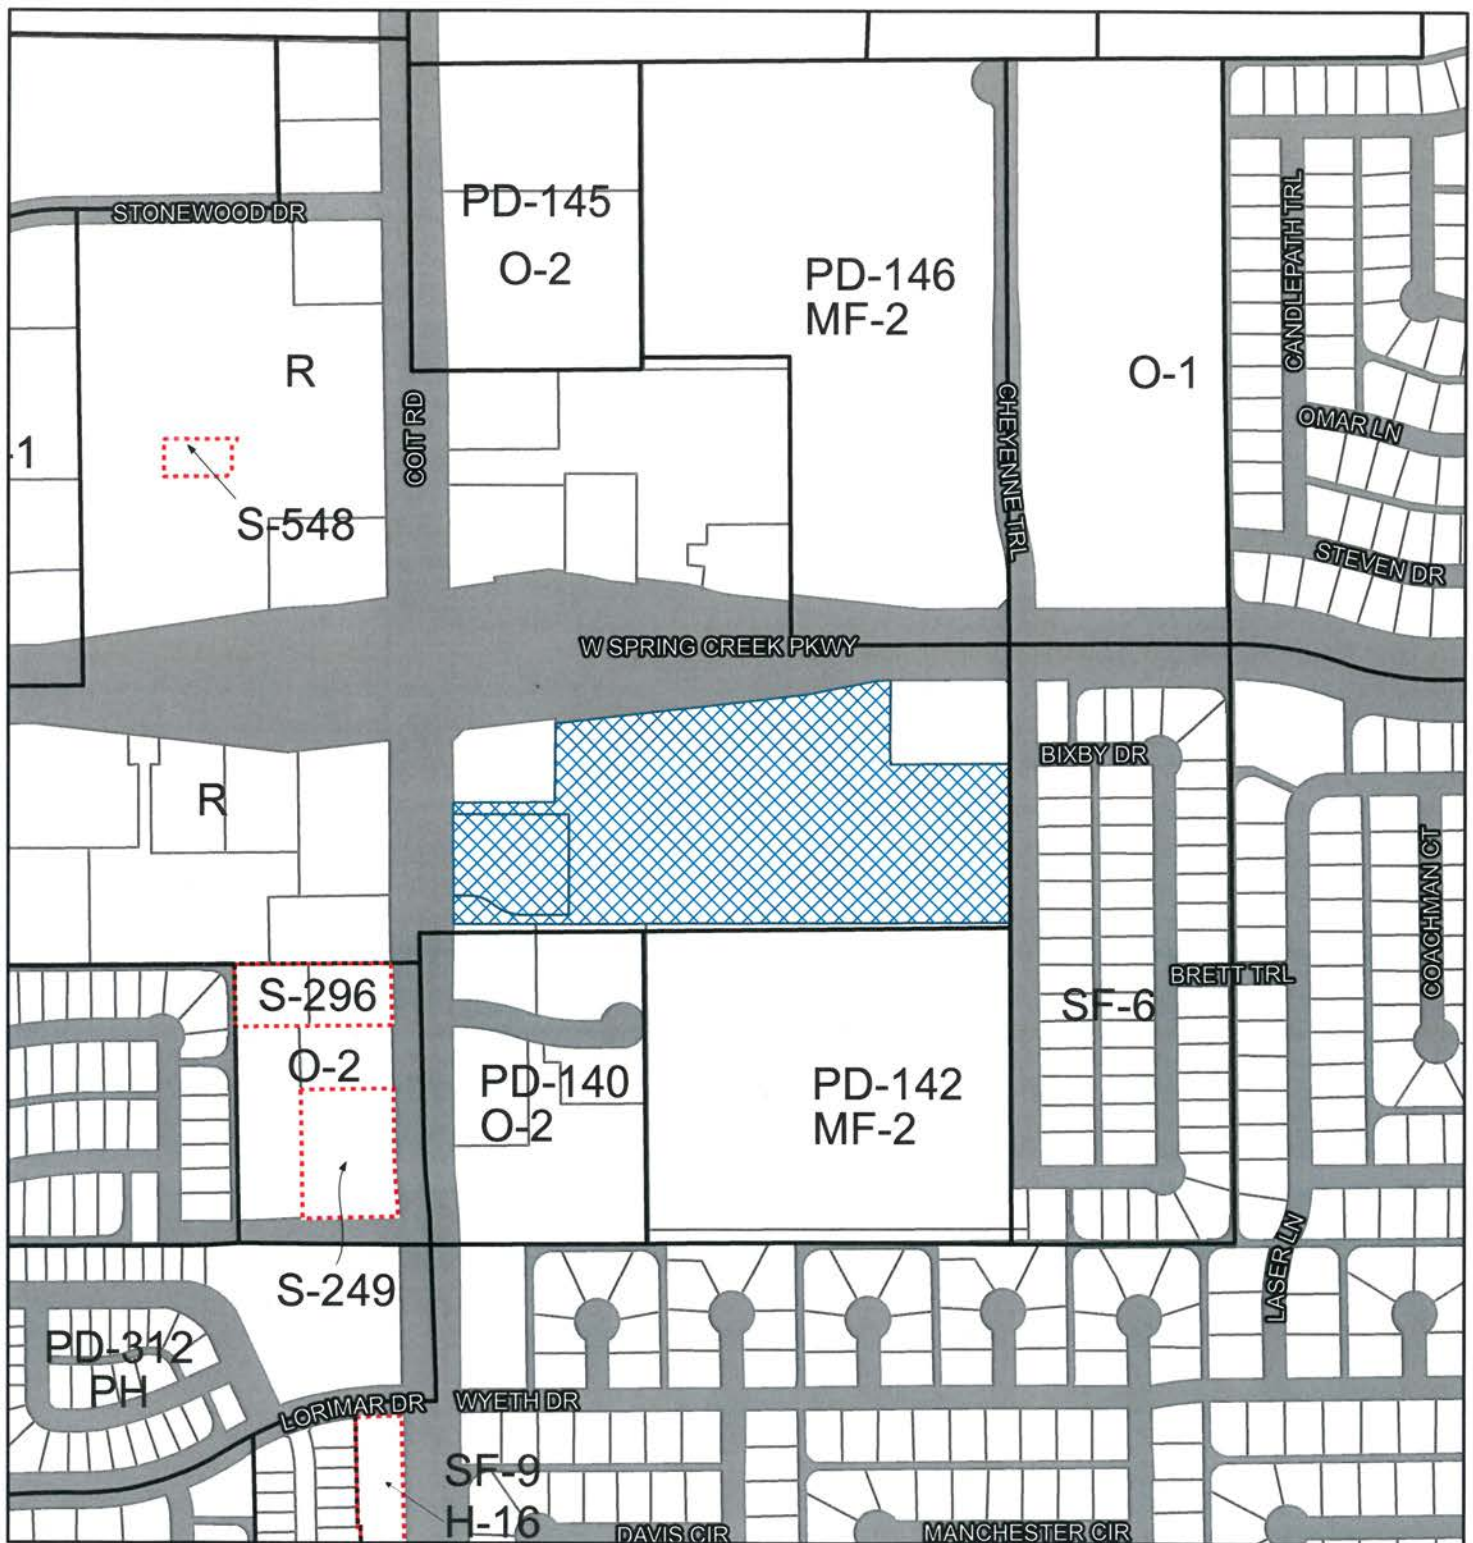 STONEWOOD DR
PD-145
O-2
PD-146
MF-2
CANDLEPATH TRL
R
O-1
COIT RD
CHEYENNE TRL
OMAR LN
-1
S-548
STEVEN DR
W SPRING CREEK PKWY
BIXBY DR
R
COACHMAN CT
BRETT TRL
S-296
SF-6
O-2
PD-140
O-2
PD-142
MF-2
S-249
LASER LN
PD-312
PH
LORIMAR DR
WYETH DR
SF-9
H-16
DAVIS CIR
MANCHESTER CIR